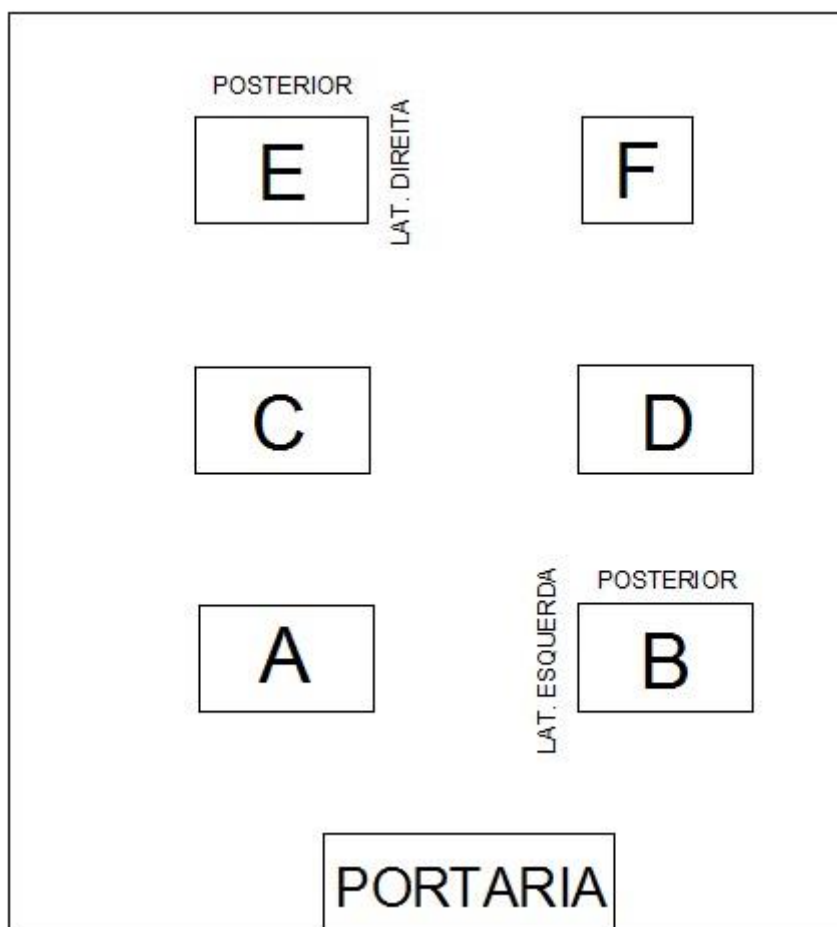 POSTERIOR
E
LAT. DIREITA
F
C
D
A
LAT. ESQUERDA
POSTERIOR
B
PORTARIA